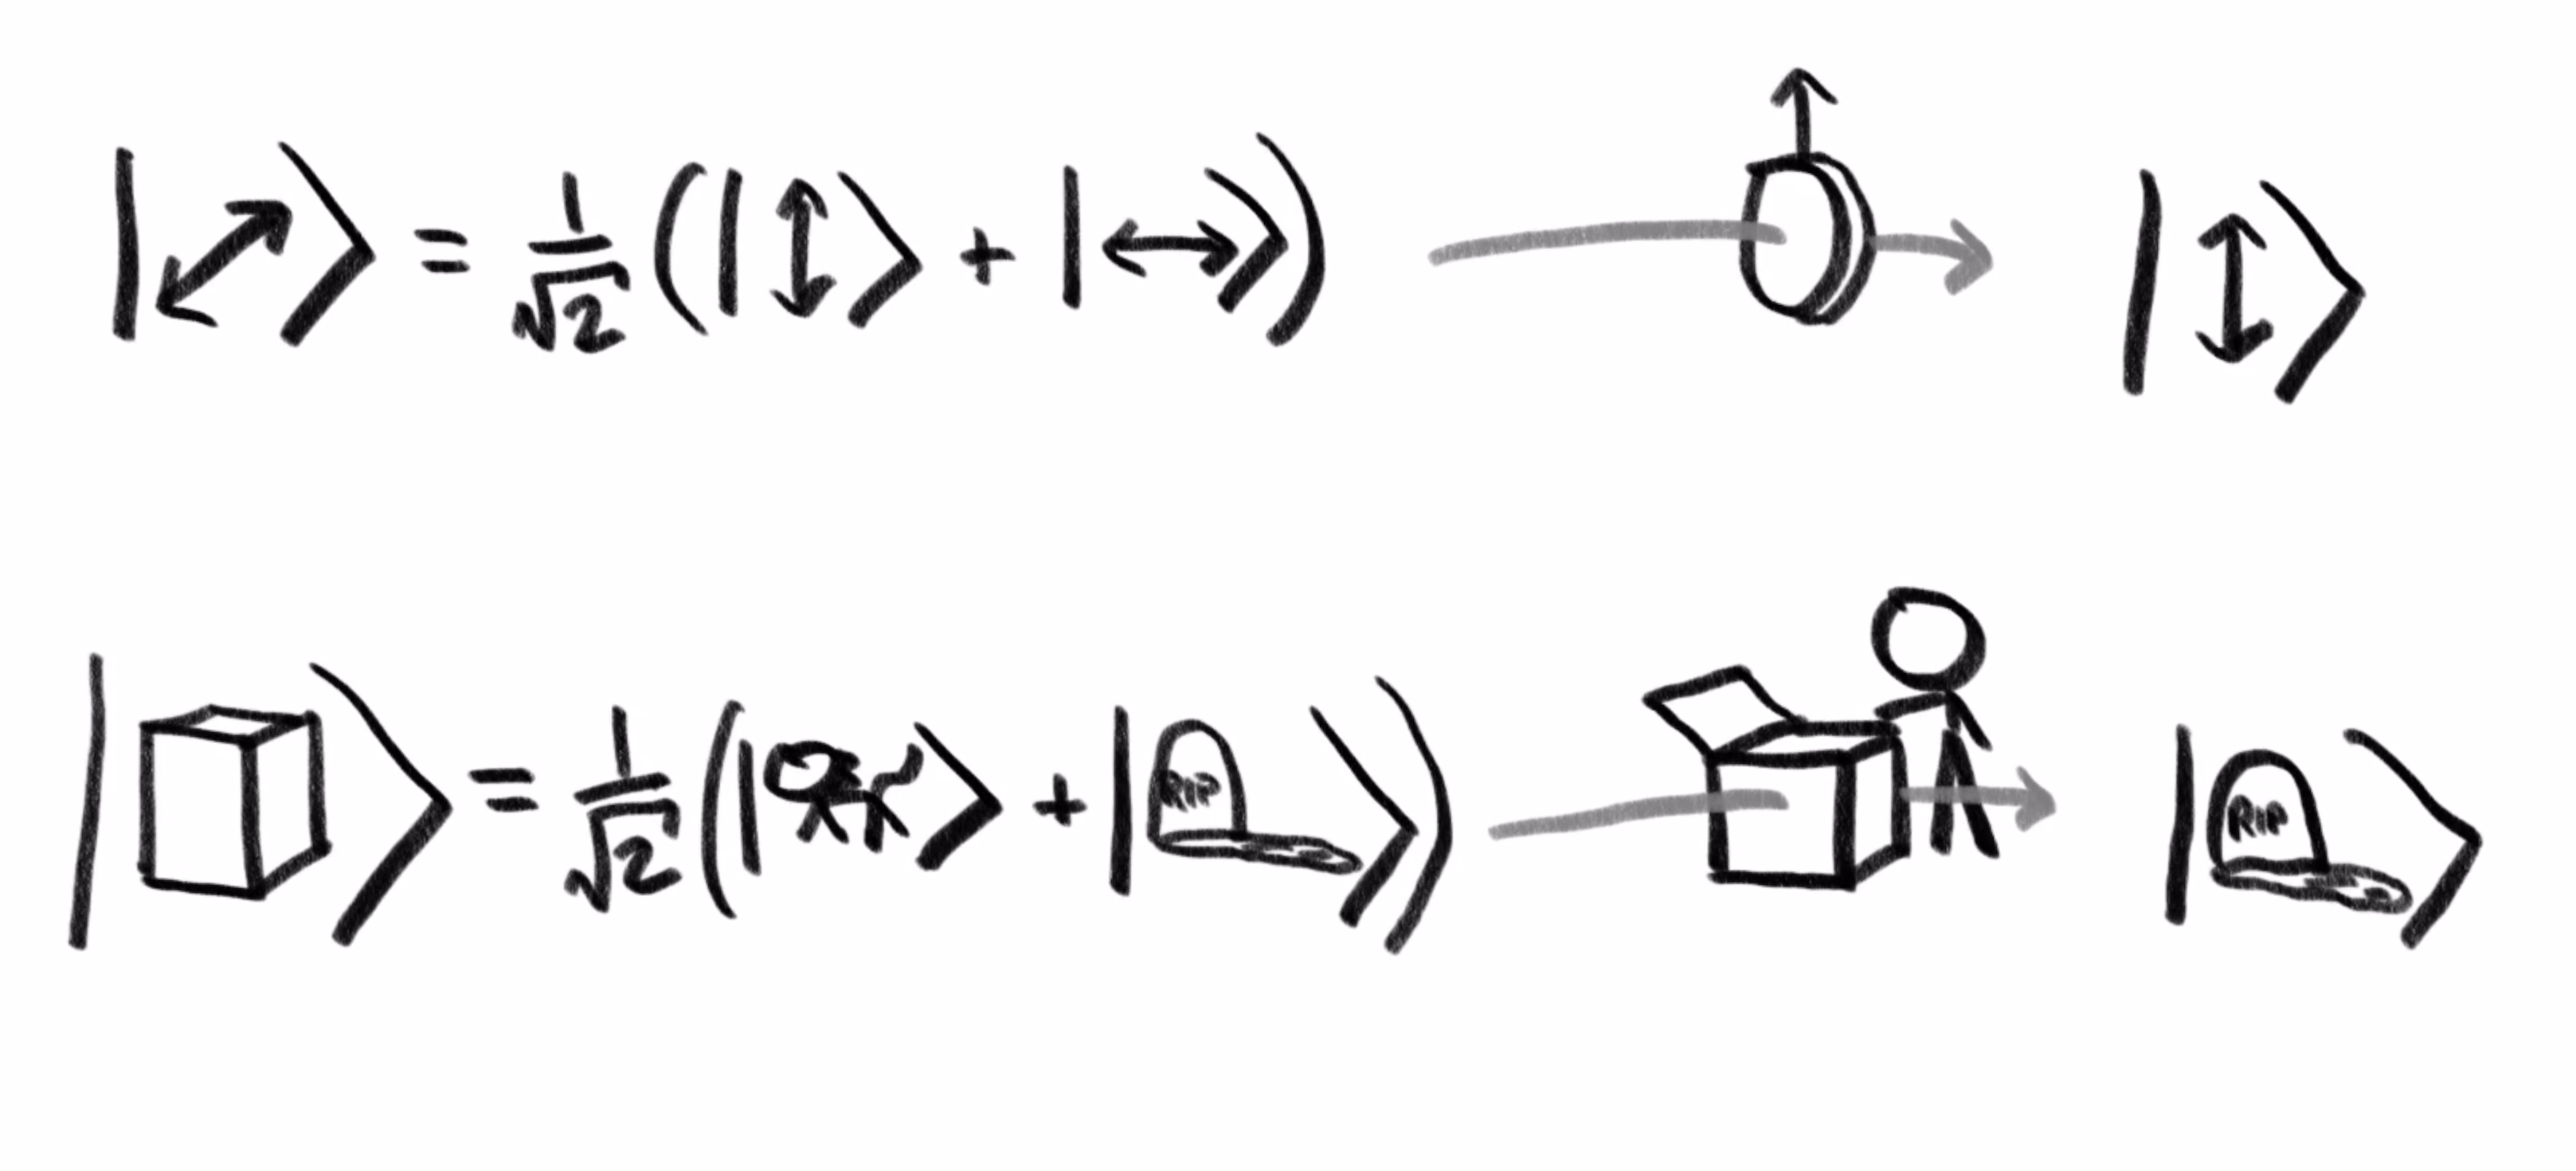 |⤢⟩ = 1/√2 (|↕⟩ + |↔⟩) |↕⟩
| ⟩ = 1/√2 (| ⟩ + |RIP⟩) |RIP⟩